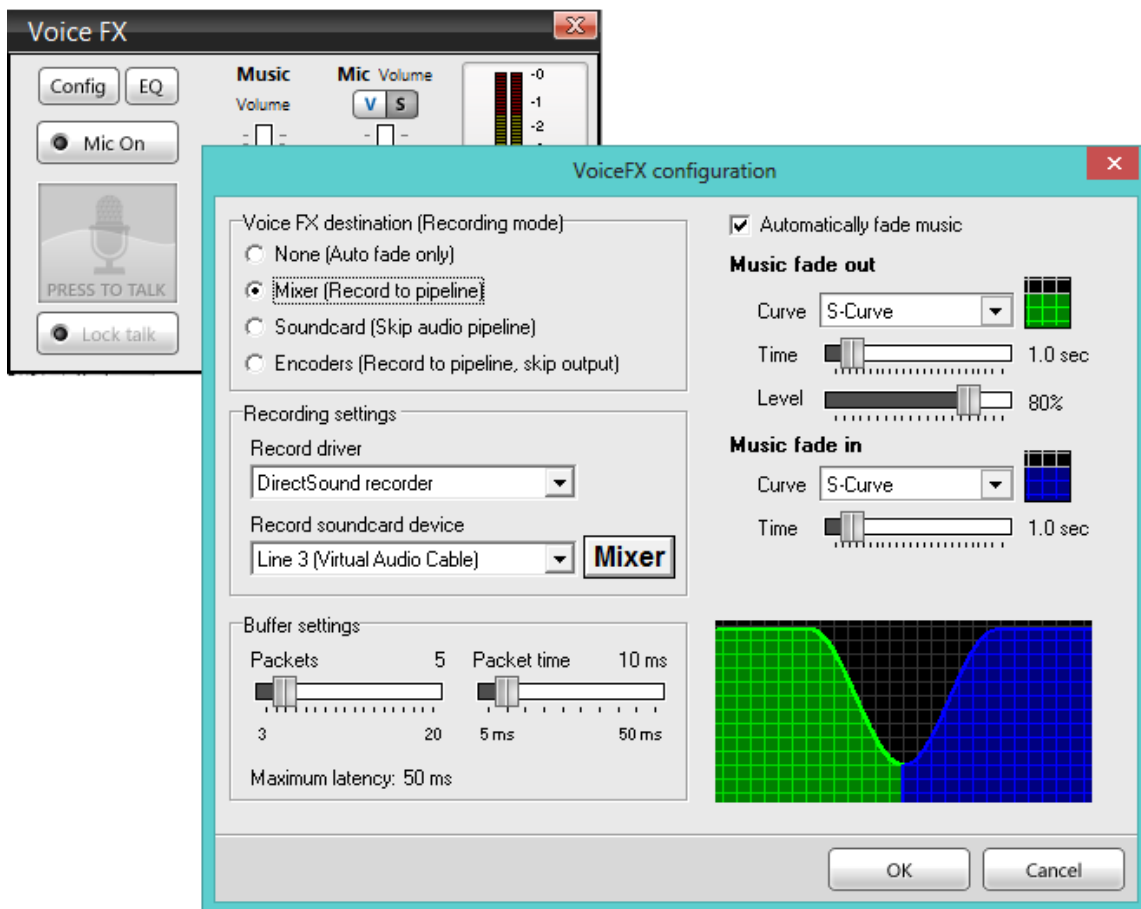 Voice FX
Config EQ
Music
Volume
Mic Volume
V S
-0
-1
-2
Mic On
PRESS TO TALK
Lock talk
VoiceFX configuration
Voice FX destination (Recording mode)
None (Auto fade only)
Mixer (Record to pipeline)
Soundcard (Skip audio pipeline)
Encoders (Record to pipeline, skip output)
Recording settings
Record driver
DirectSound recorder
Record soundcard device
Line 3 (Virtual Audio Cable)
Mixer
Buffer settings
Packets 5 Packet time 10 ms
3 20 5 ms 50 ms
Maximum latency: 50 ms
Automatically fade music
Music fade out
Curve S-Curve
Time 1.0 sec
Level 80%
Music fade in
Curve S-Curve
Time 1.0 sec
OK Cancel